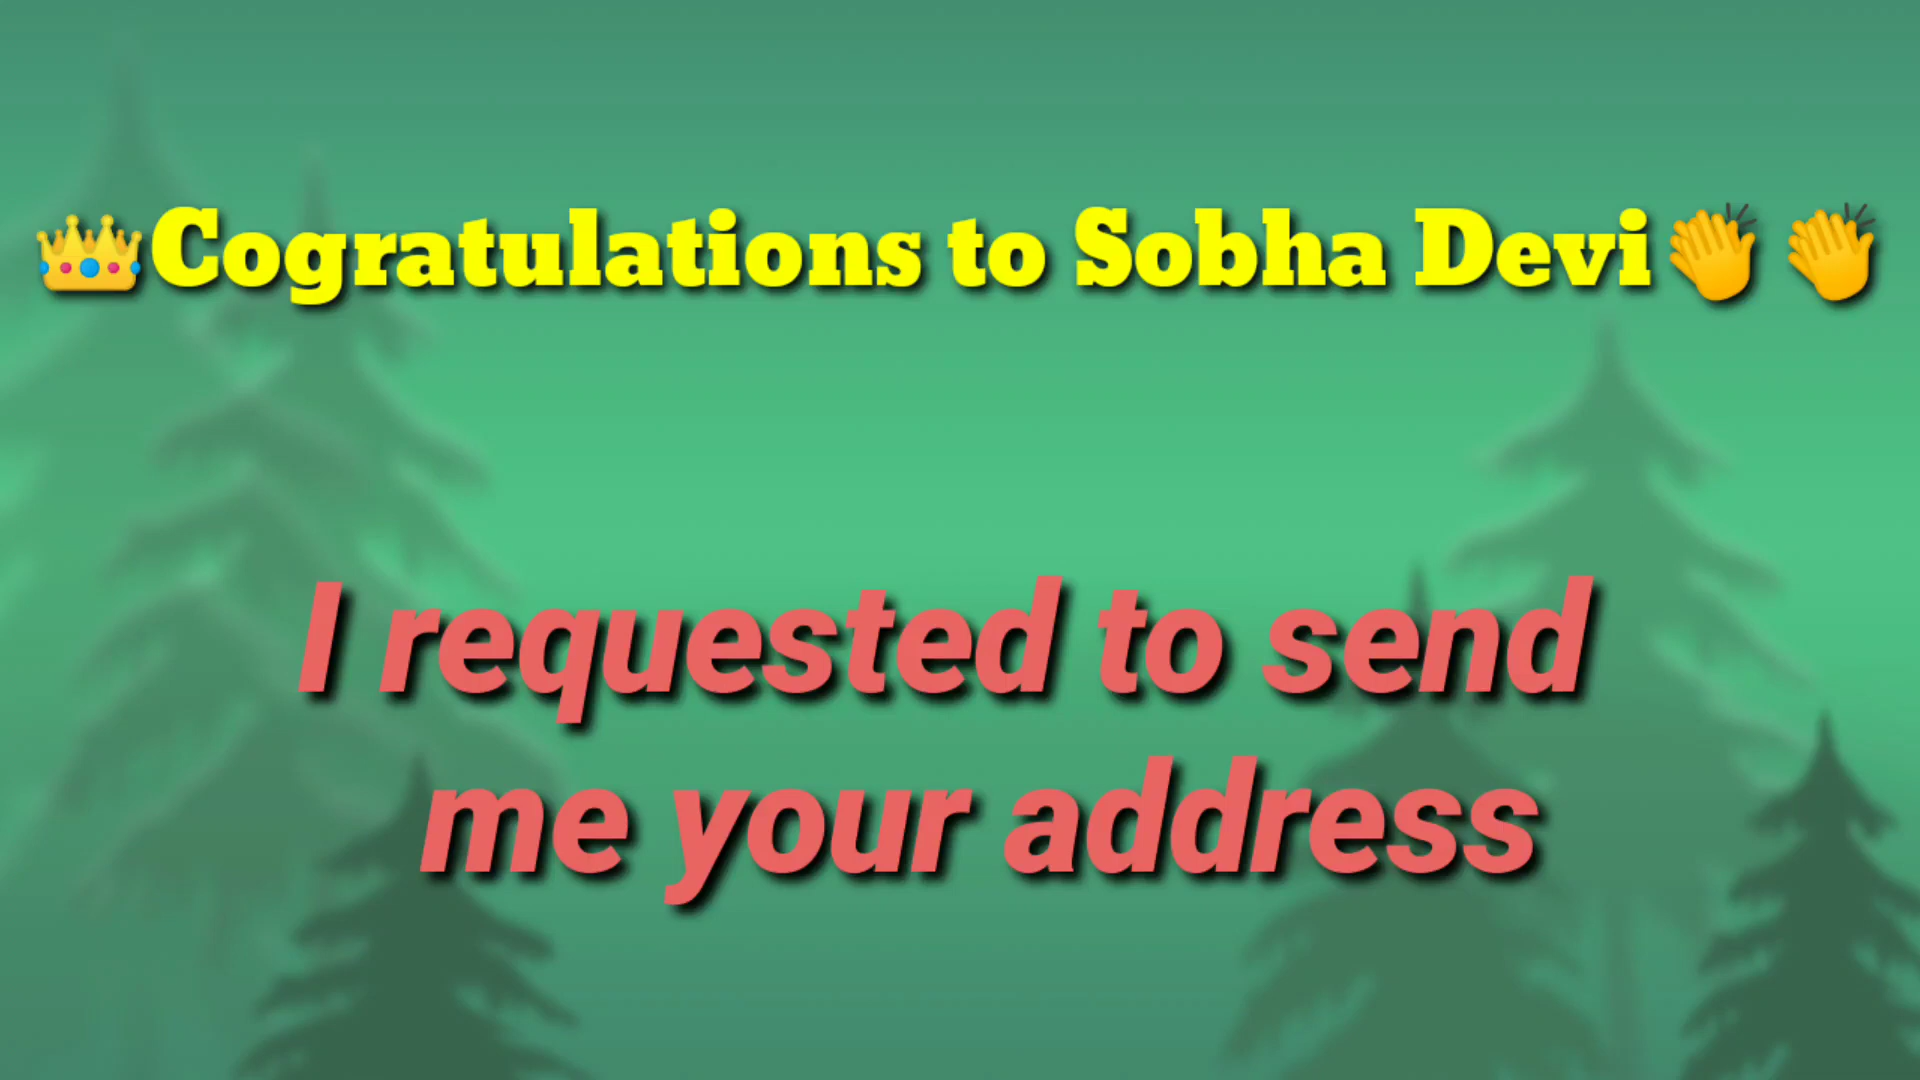 👑Cogratulations to Sobha Devi👏 👏
I requested to send
me your address